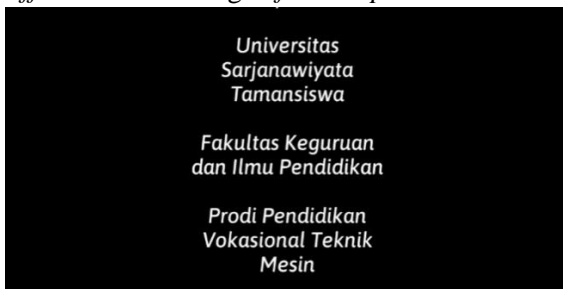 Universitas
Sarjanawiyata
Tamansiswa
Fakultas Keguruan
dan Ilmu Pendidikan
Prodi Pendidikan
Vokasional Teknik
Mesin